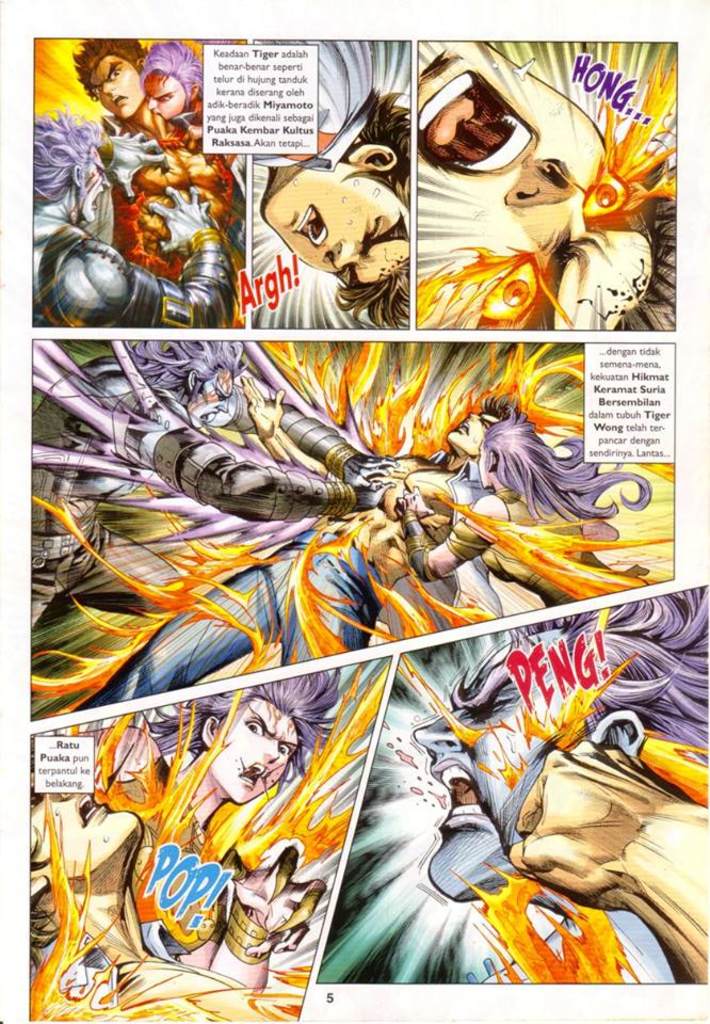 Keadaan Tiger adalah
benar-benar seperti
telur di hujung tanduk
kerana diserang oleh
adik-beradik Miyamoto
yang juga dikenali sebagai
Puaka Kembar Kultus
Raksasa. Akan tetapi...
Argh!
HONG...
...dengan tidak
semena-mena,
kekuatan Hikmat
Keramat Suria
Bersembilan
dalam tubuh Tiger
Wong telah ter-
pancar dengan
sendirinya. Lantas...
...Ratu
Puaka pun
terpantul ke
belakang.
POP!
PENG!
5